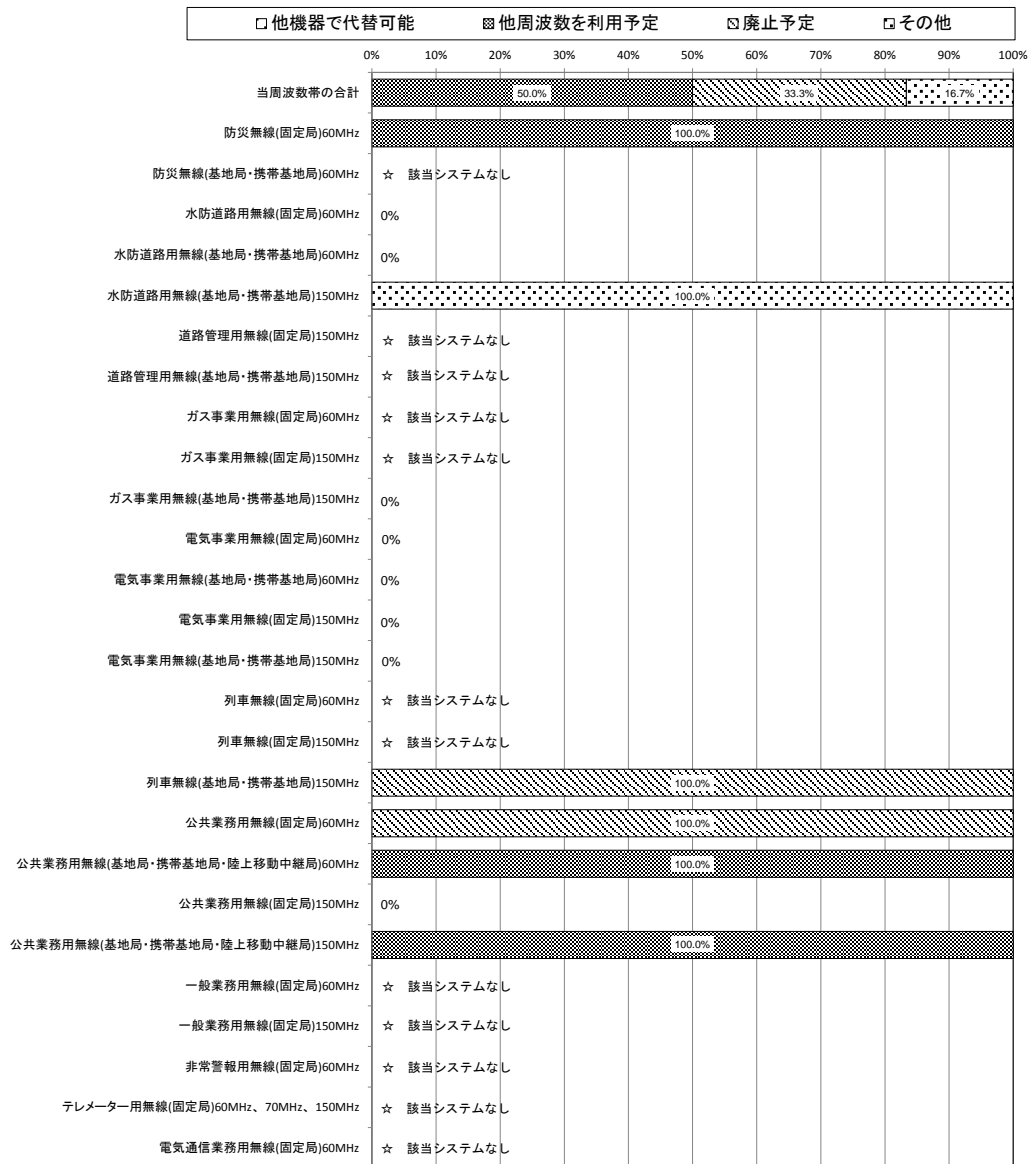 他機器で代替可能 他周波数を利用予定 廃止予定 その他
0% 10% 20% 30% 40% 50% 60% 70% 80% 90% 100%
当周波数帯の合計 50.0% 33.3% 16.7%
防災無線(固定局)60MHz 100.0%
防災無線(基地局・携帯基地局)60MHz ☆ 該当システムなし
水防道路用無線(固定局)60MHz 0%
水防道路用無線(基地局・携帯基地局)60MHz 0%
水防道路用無線(基地局・携帯基地局)150MHz 100.0%
道路管理用無線(固定局)150MHz ☆ 該当システムなし
道路管理用無線(基地局・携帯基地局)150MHz ☆ 該当システムなし
ガス事業用無線(固定局)60MHz ☆ 該当システムなし
ガス事業用無線(固定局)150MHz ☆ 該当システムなし
ガス事業用無線(基地局・携帯基地局)150MHz 0%
電気事業用無線(固定局)60MHz 0%
電気事業用無線(基地局・携帯基地局)60MHz 0%
電気事業用無線(固定局)150MHz 0%
電気事業用無線(基地局・携帯基地局)150MHz 0%
列車無線(固定局)60MHz ☆ 該当システムなし
列車無線(固定局)150MHz ☆ 該当システムなし
列車無線(基地局・携帯基地局)150MHz 100.0%
公共業務用無線(固定局)60MHz 100.0%
公共業務用無線(基地局・携帯基地局・陸上移動中継局)60MHz 100.0%
公共業務用無線(固定局)150MHz 0%
公共業務用無線(基地局・携帯基地局・陸上移動中継局)150MHz 100.0%
一般業務用無線(固定局)60MHz ☆ 該当システムなし
一般業務用無線(固定局)150MHz ☆ 該当システムなし
非常警報用無線(固定局)60MHz ☆ 該当システムなし
テレメーター用無線(固定局)60MHz、70MHz、150MHz ☆ 該当システムなし
電気通信業務用無線(固定局)60MHz ☆ 該当システムなし